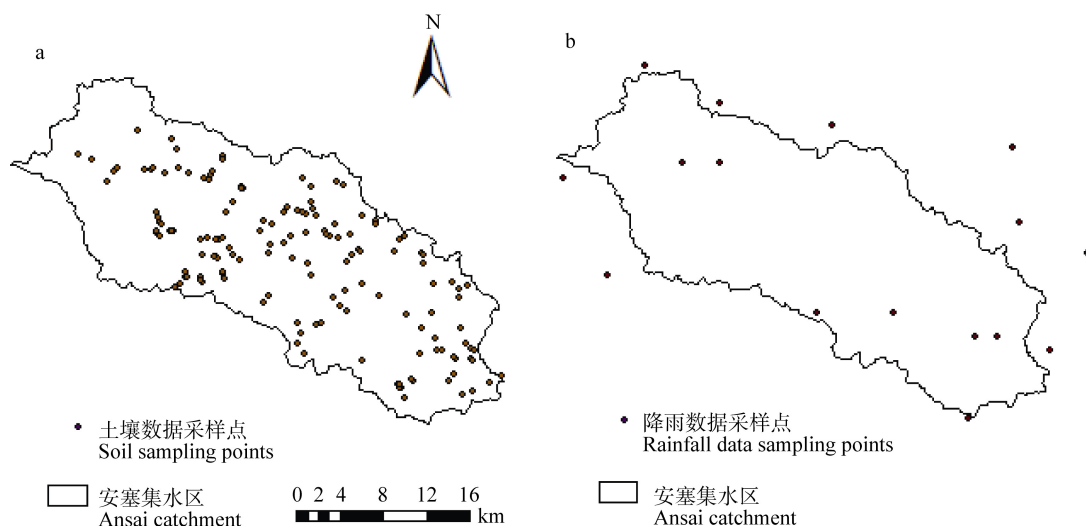 a
N
b
土壤数据采样点
Soil sampling points
安塞集水区
Ansai catchment
0 2 4 8 12 16
km
降雨数据采样点
Rainfall data sampling points
安塞集水区
Ansai catchment